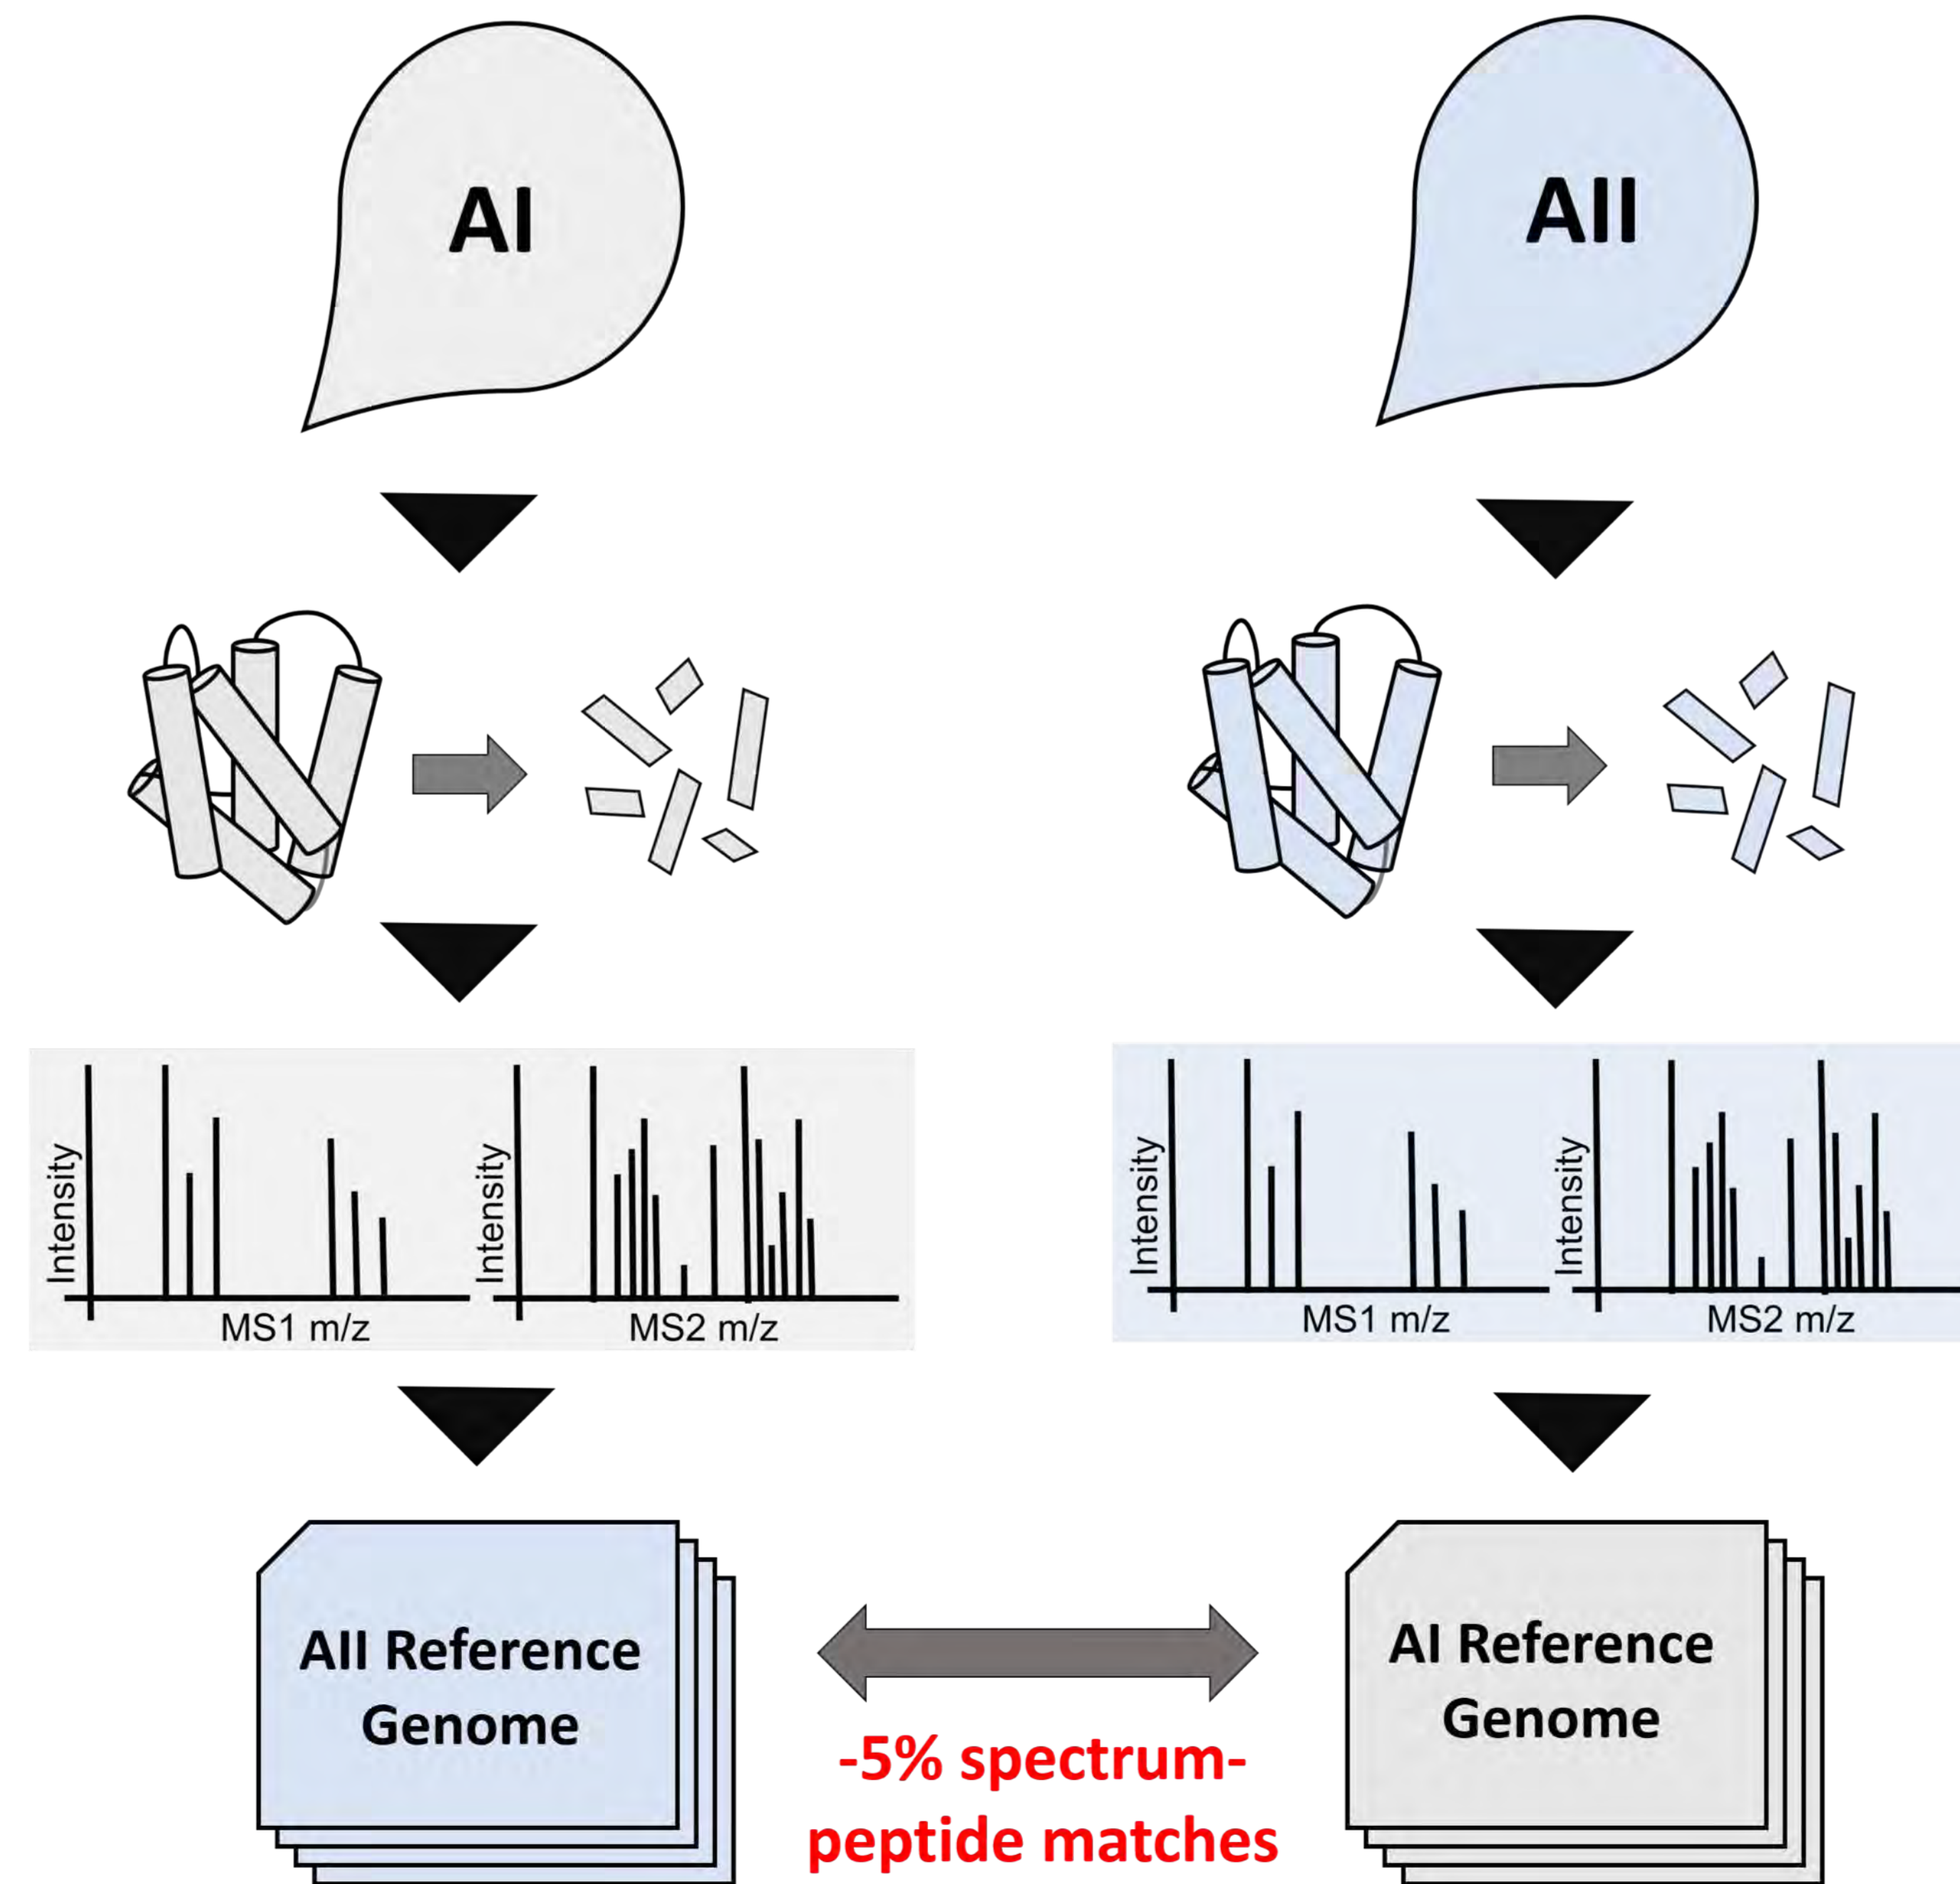 AI
AII
Intensity
MS1 m/z
Intensity
MS2 m/z
Intensity
MS1 m/z
Intensity
MS2 m/z
AII Reference
Genome
-5% spectrum-
peptide matches
AI Reference
Genome